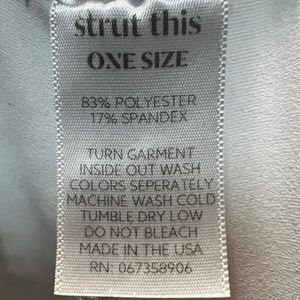 strut this
ONE SIZE
83% POLYESTER
17% SPANDEX
TURN GARMENT
INSIDE OUT WASH
COLORS SEPERATELY
MACHINE WASH COLD
TUMBLE DRY LOW
DO NOT BLEACH
MADE IN THE USA
RN: 067358906